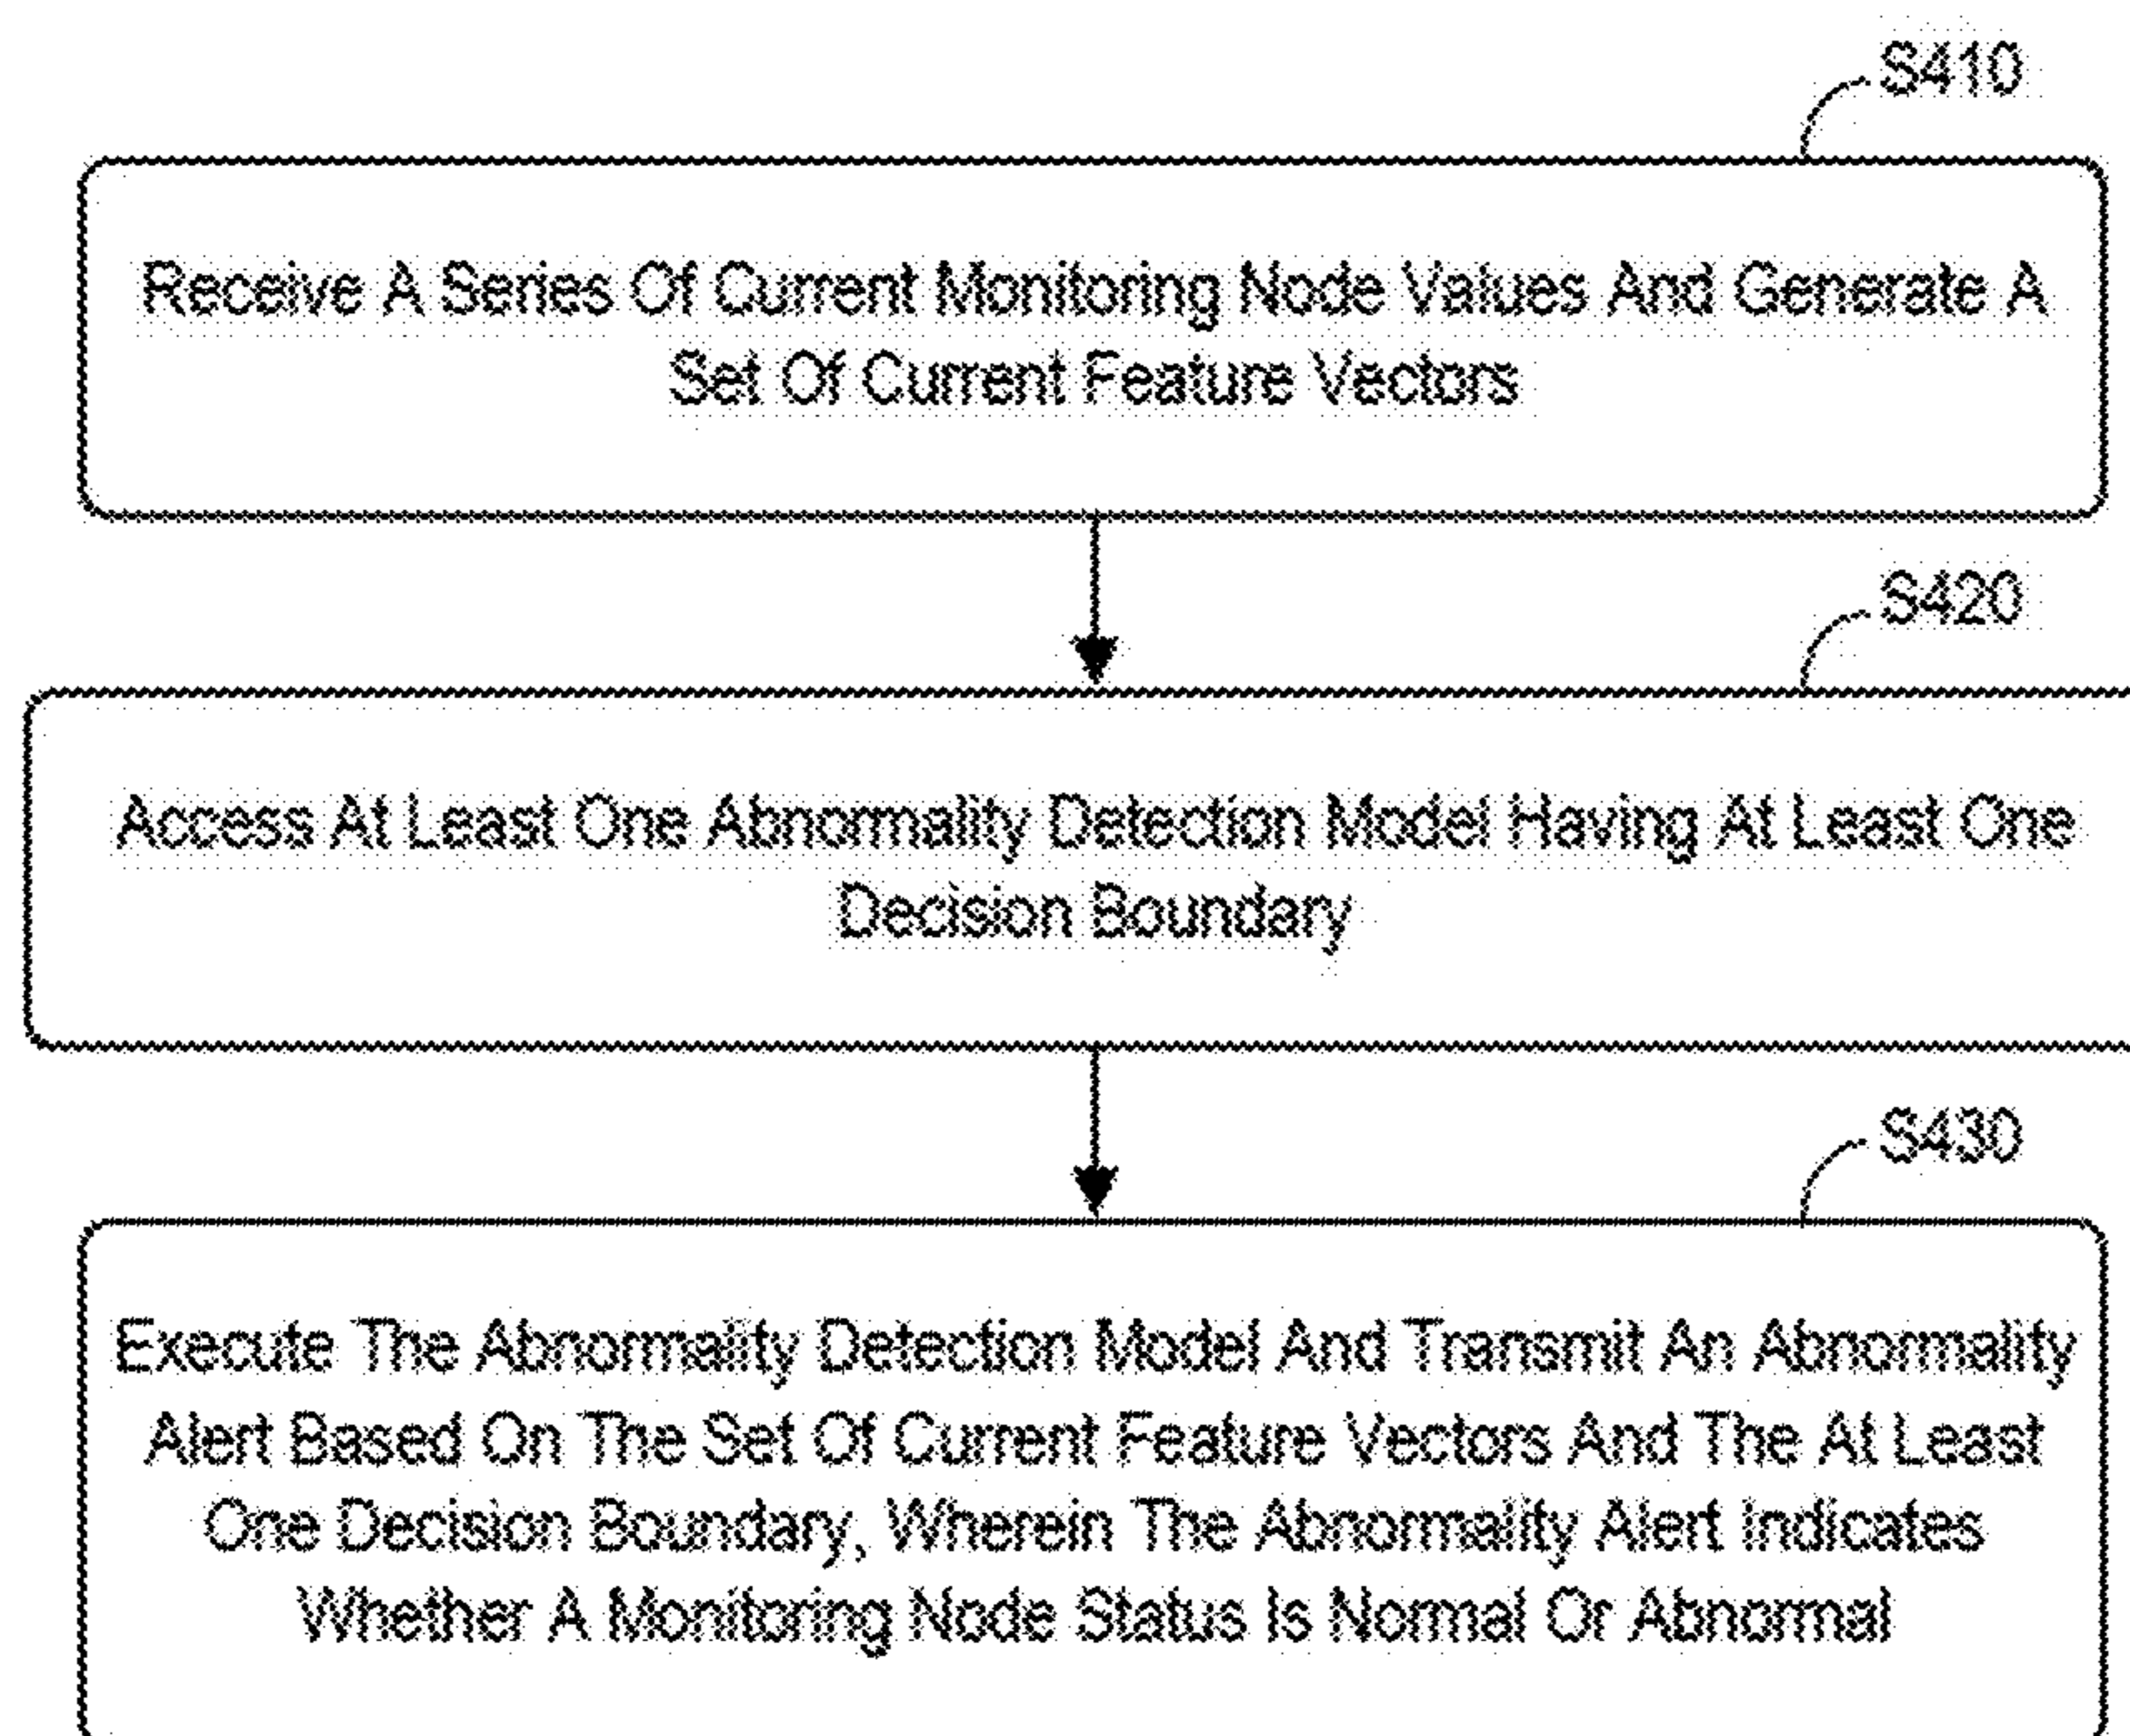 S410
Receive A Series Of Current Monitoring Node Values And Generate A
Set Of Current Feature Vectors
S420
Access At Least One Abnormality Detection Model Having At Least One
Decision Boundary
S430
Execute The Abnormality Detection Model And Transmit An Abnormality
Alert Based On The Set Of Current Feature Vectors And The At Least
One Decision Boundary, Wherein The Abnormality Alert Indicates
Whether A Monitoring Node Status Is Normal Or Abnormal